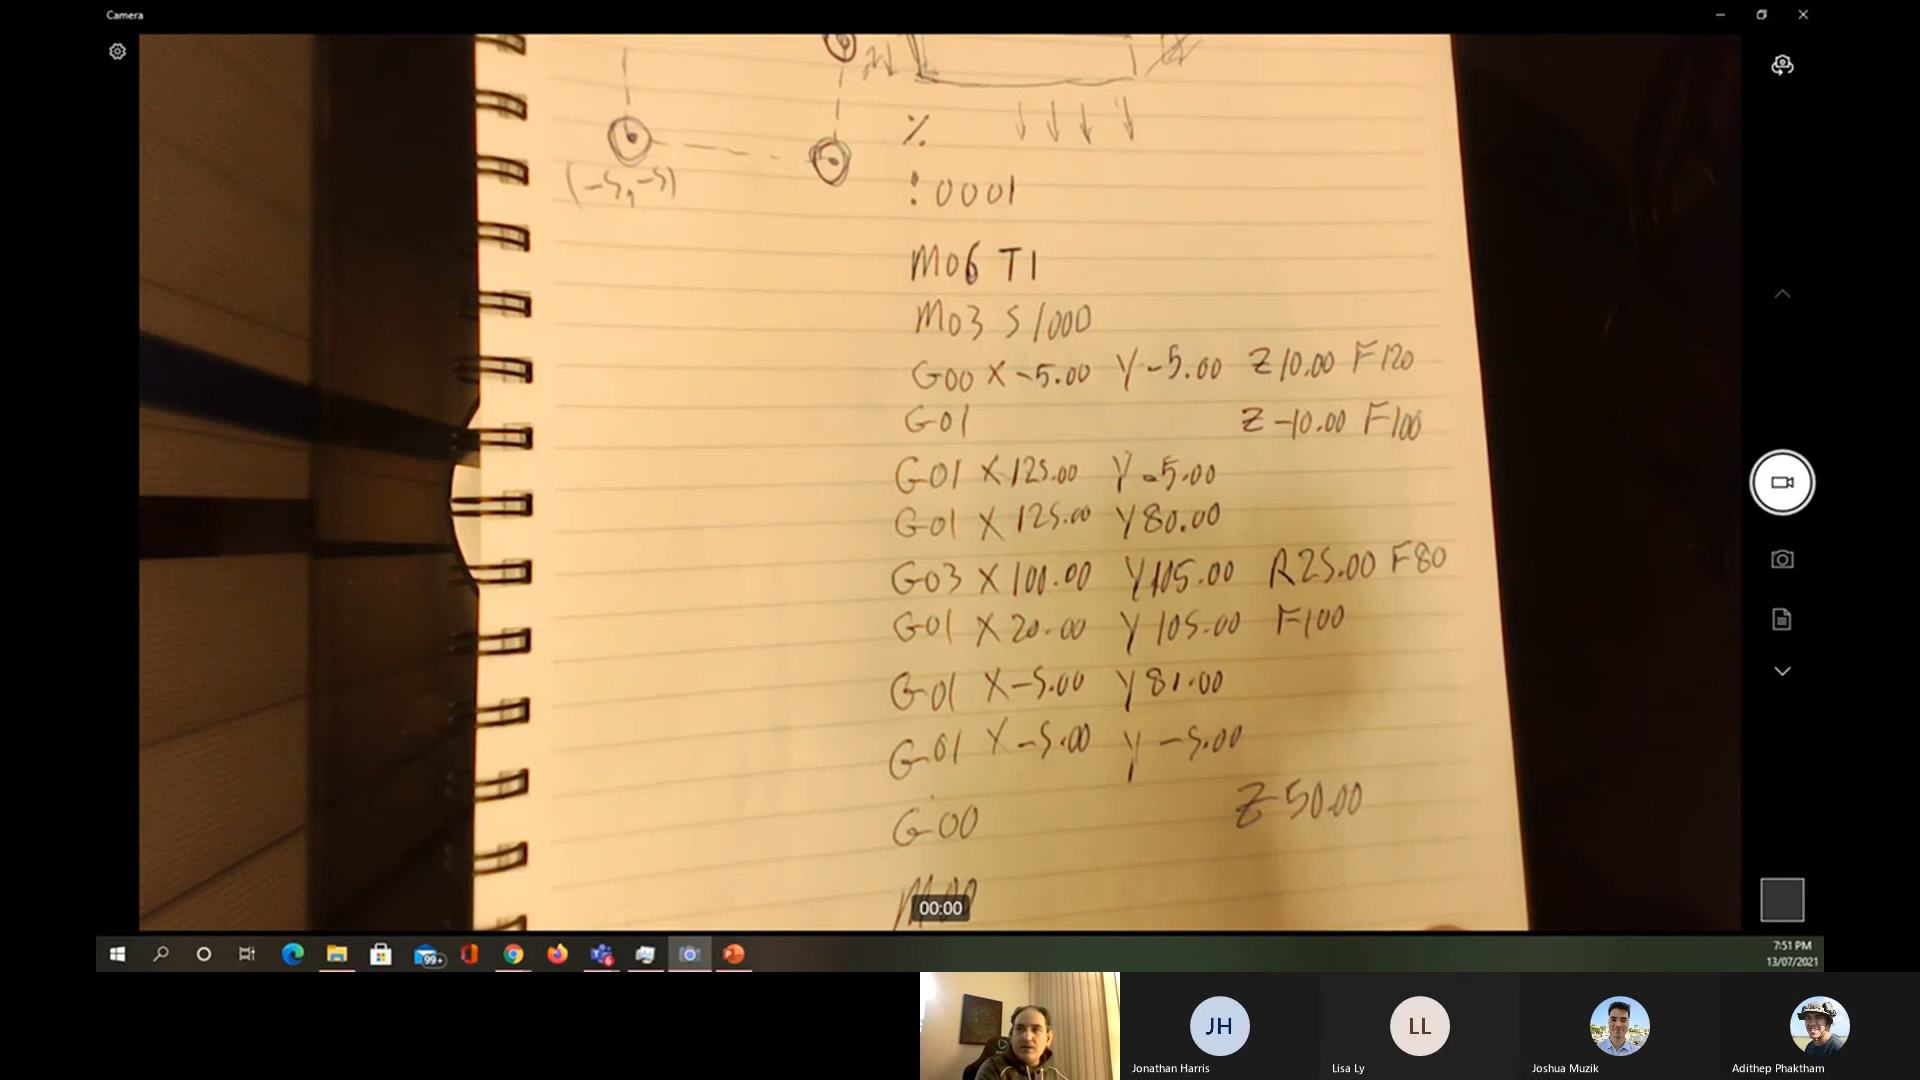 Camera
%
(-5,-5)
:0001
M06 T1
M03 S1000
G00 X-5.00 Y-5.00 Z10.00 F120
G01 Z-10.00 F100
G01 X125.00 Y-5.00
G01 X125.00 Y80.00
G03 X100.00 Y105.00 R25.00 F80
G01 X20.00 Y105.00 F100
G01 X-5.00 Y81.00
G01 X-5.00 Y-5.00
G00 Z50.00
00:00
99+
7:51 PM
13/07/2021
JH
LL
Jonathan Harris
Lisa Ly
Joshua Muzik
Adithep Phaktham